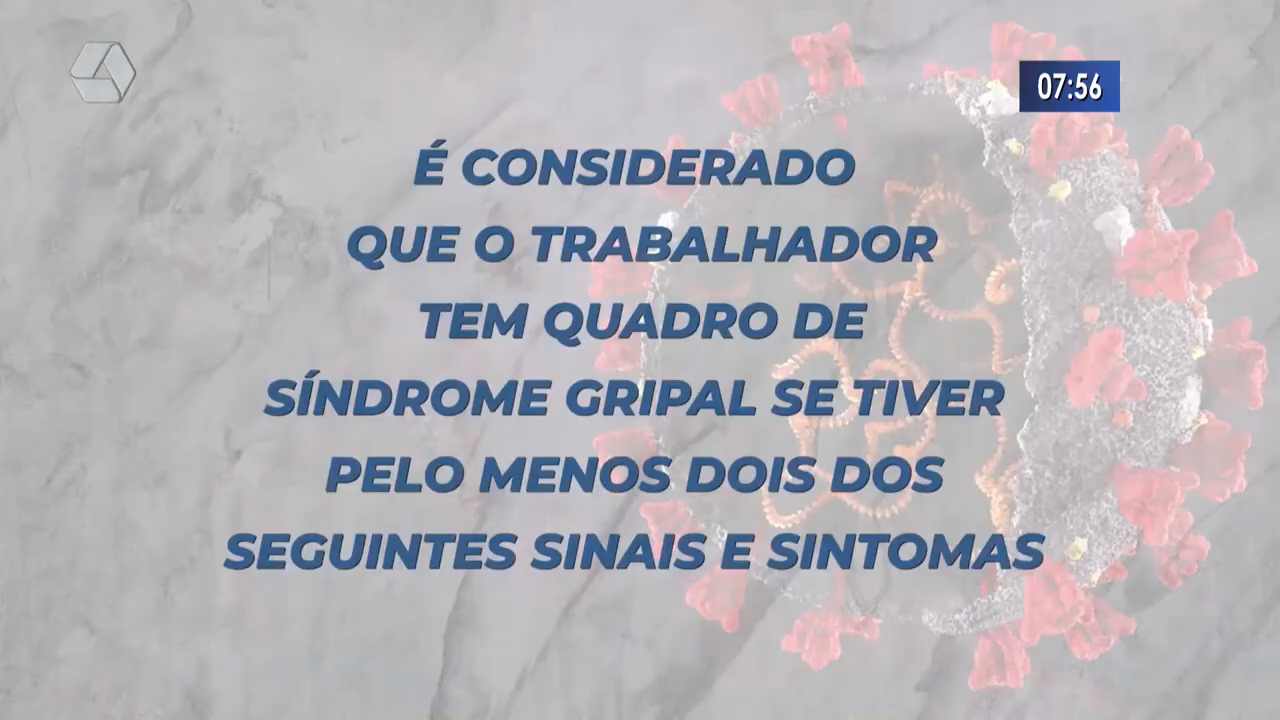 07:56
É CONSIDERADO
QUE O TRABALHADOR
TEM QUADRO DE
SÍNDROME GRIPAL SE TIVER
PELO MENOS DOIS DOS
SEGUINTES SINAIS E SINTOMAS